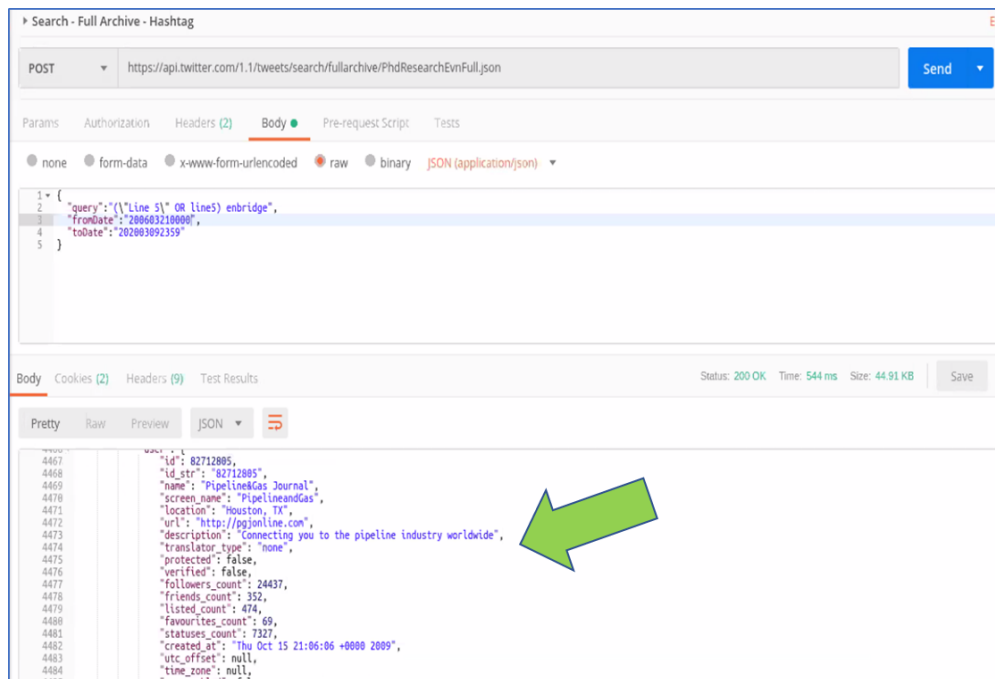 Search - Full Archive - Hashtag
POST https://api.twitter.com/1.1/tweets/search/fullarchive/PhdResearchEvnFull.json Send
Params Authorization Headers (2) Body Pre-request Script Tests
none form-data x-www-form-urlencoded raw binary JSON (application/json)
1 {
2 "query":"(\"Line 5\" OR line5) enbridge",
3 "fromDate":"200603210000",
4 "toDate":"202003092359"
5 }
Body Cookies (2) Headers (9) Test Results Status: 200 OK Time: 544 ms Size: 44.91 KB Save
Pretty Raw Preview JSON
4466 "user": {
4467 "id": 82712805,
4468 "id_str": "82712805",
4469 "name": "Pipeline&Gas Journal",
4470 "screen_name": "PipelineandGas",
4471 "location": "Houston, TX",
4472 "url": "http://pgjonline.com",
4473 "description": "Connecting you to the pipeline industry worldwide",
4474 "translator_type": "none",
4475 "protected": false,
4476 "verified": false,
4477 "followers_count": 24437,
4478 "friends_count": 352,
4479 "listed_count": 474,
4480 "favourites_count": 69,
4481 "statuses_count": 7327,
4482 "created_at": "Thu Oct 15 21:06:06 +0000 2009",
4483 "utc_offset": null,
4484 "time_zone": null,